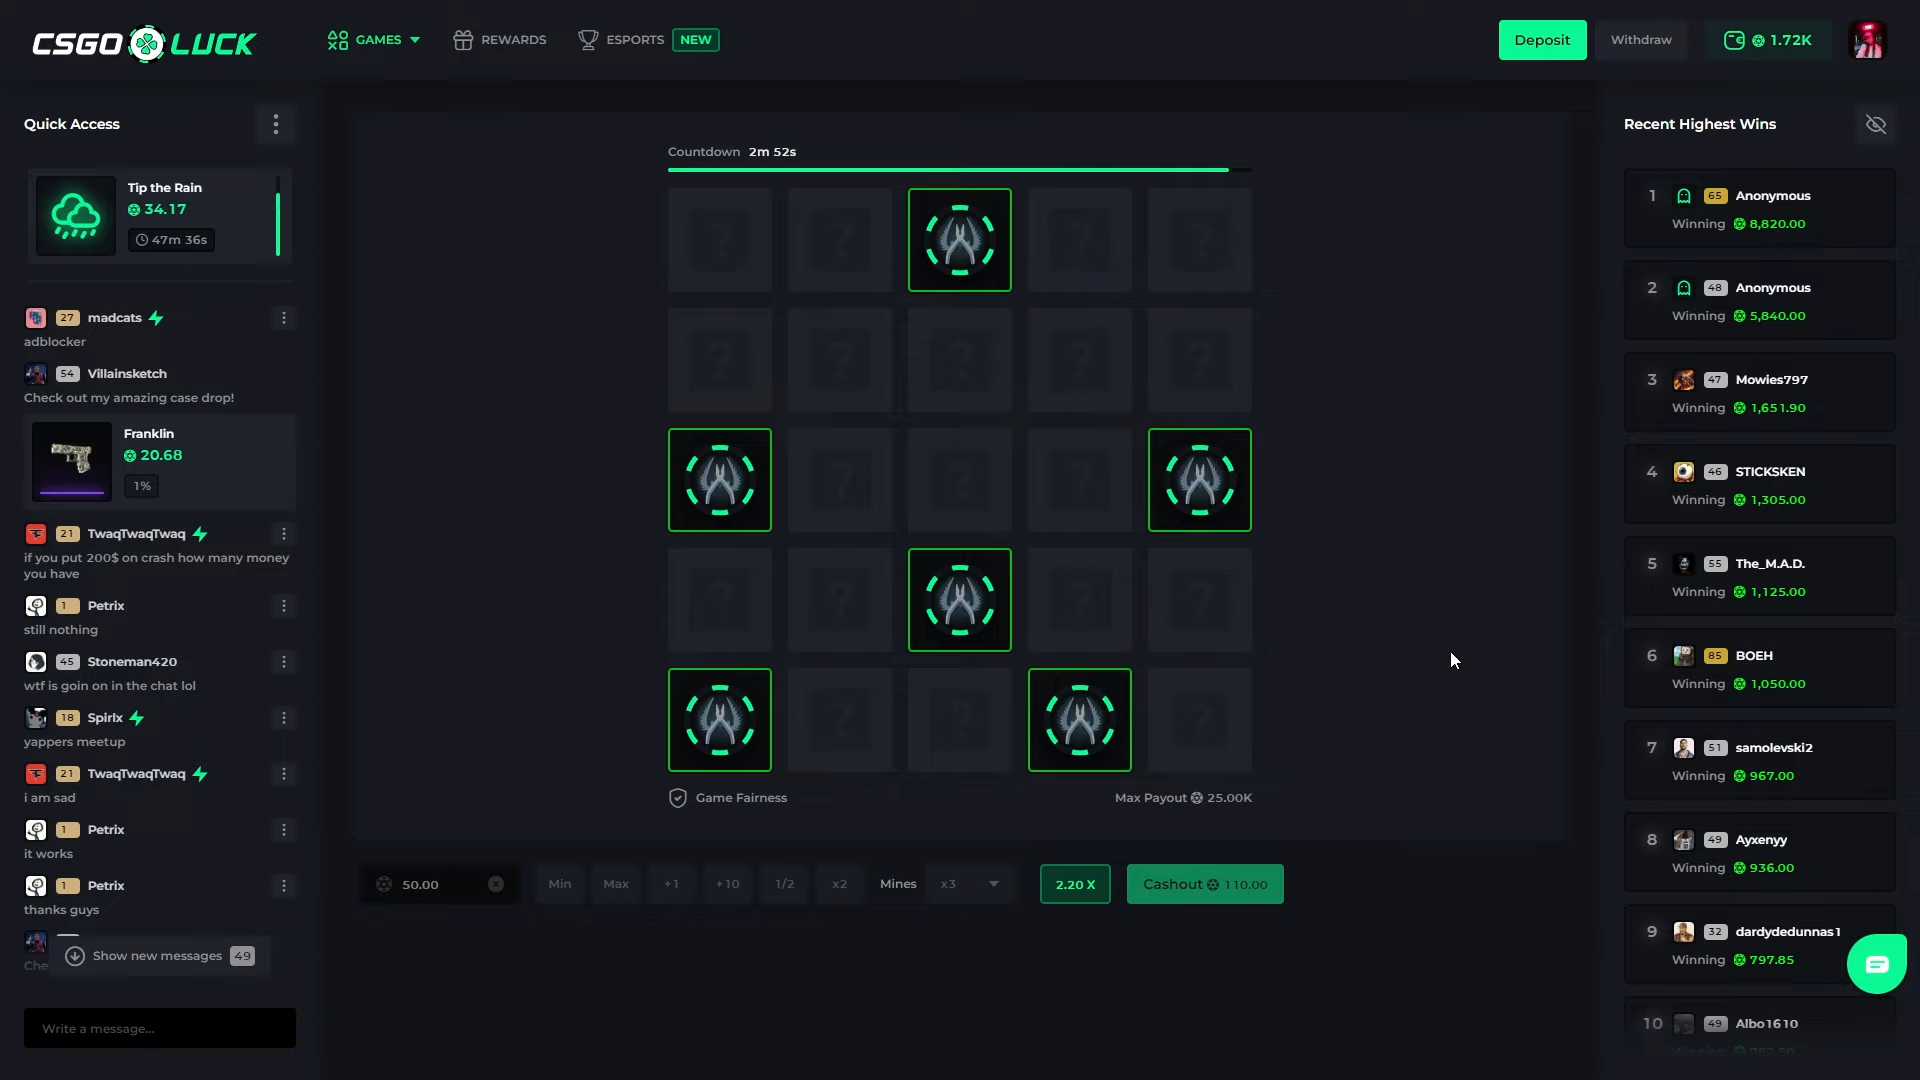 CSGO LUCK
GAMES
REWARDS
ESPORTS
NEW
Deposit
Withdraw
1.72K
Quick Access
Tip the Rain
34.17
47m 36s
27 madcats
adblocker
54 Villainsketch
Check out my amazing case drop!
Franklin
20.68
1%
21 TwaqTwaqTwaq
if you put 200$ on crash how many money
you have
1 Petrix
still nothing
45 Stoneman420
wtf is goin on in the chat lol
18 Spirlx
yappers meetup
21 TwaqTwaqTwaq
i am sad
1 Petrix
it works
1 Petrix
thanks guys
Che
Show new messages 49
Write a message...
Countdown 2m 52s
Game Fairness
Max Payout 25.00K
50.00
Min
Max
+1
+10
1/2
x2
Mines
x3
2.20 X
Cashout 110.00
Recent Highest Wins
1 65 Anonymous
Winning 8,820.00
2 48 Anonymous
Winning 5,840.00
3 47 Mowies797
Winning 1,651.90
4 46 STICKSKEN
Winning 1,305.00
5 55 The_M.A.D.
Winning 1,125.00
6 85 BOEH
Winning 1,050.00
7 51 samolevski2
Winning 967.00
8 49 Ayxenyy
Winning 936.00
9 32 dardydedunnas1
Winning 797.85
10 49 Albo1610
Winning 782.50